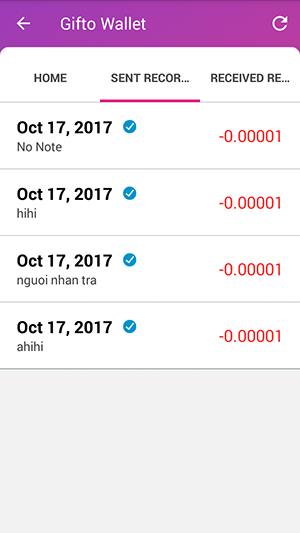 Gifto Wallet
HOME SENT RECOR... RECEIVED RE...
Oct 17, 2017
-0.00001
No Note
Oct 17, 2017
-0.00001
hihi
Oct 17, 2017
-0.00001
nguoi nhan tra
Oct 17, 2017
-0.00001
ahihi